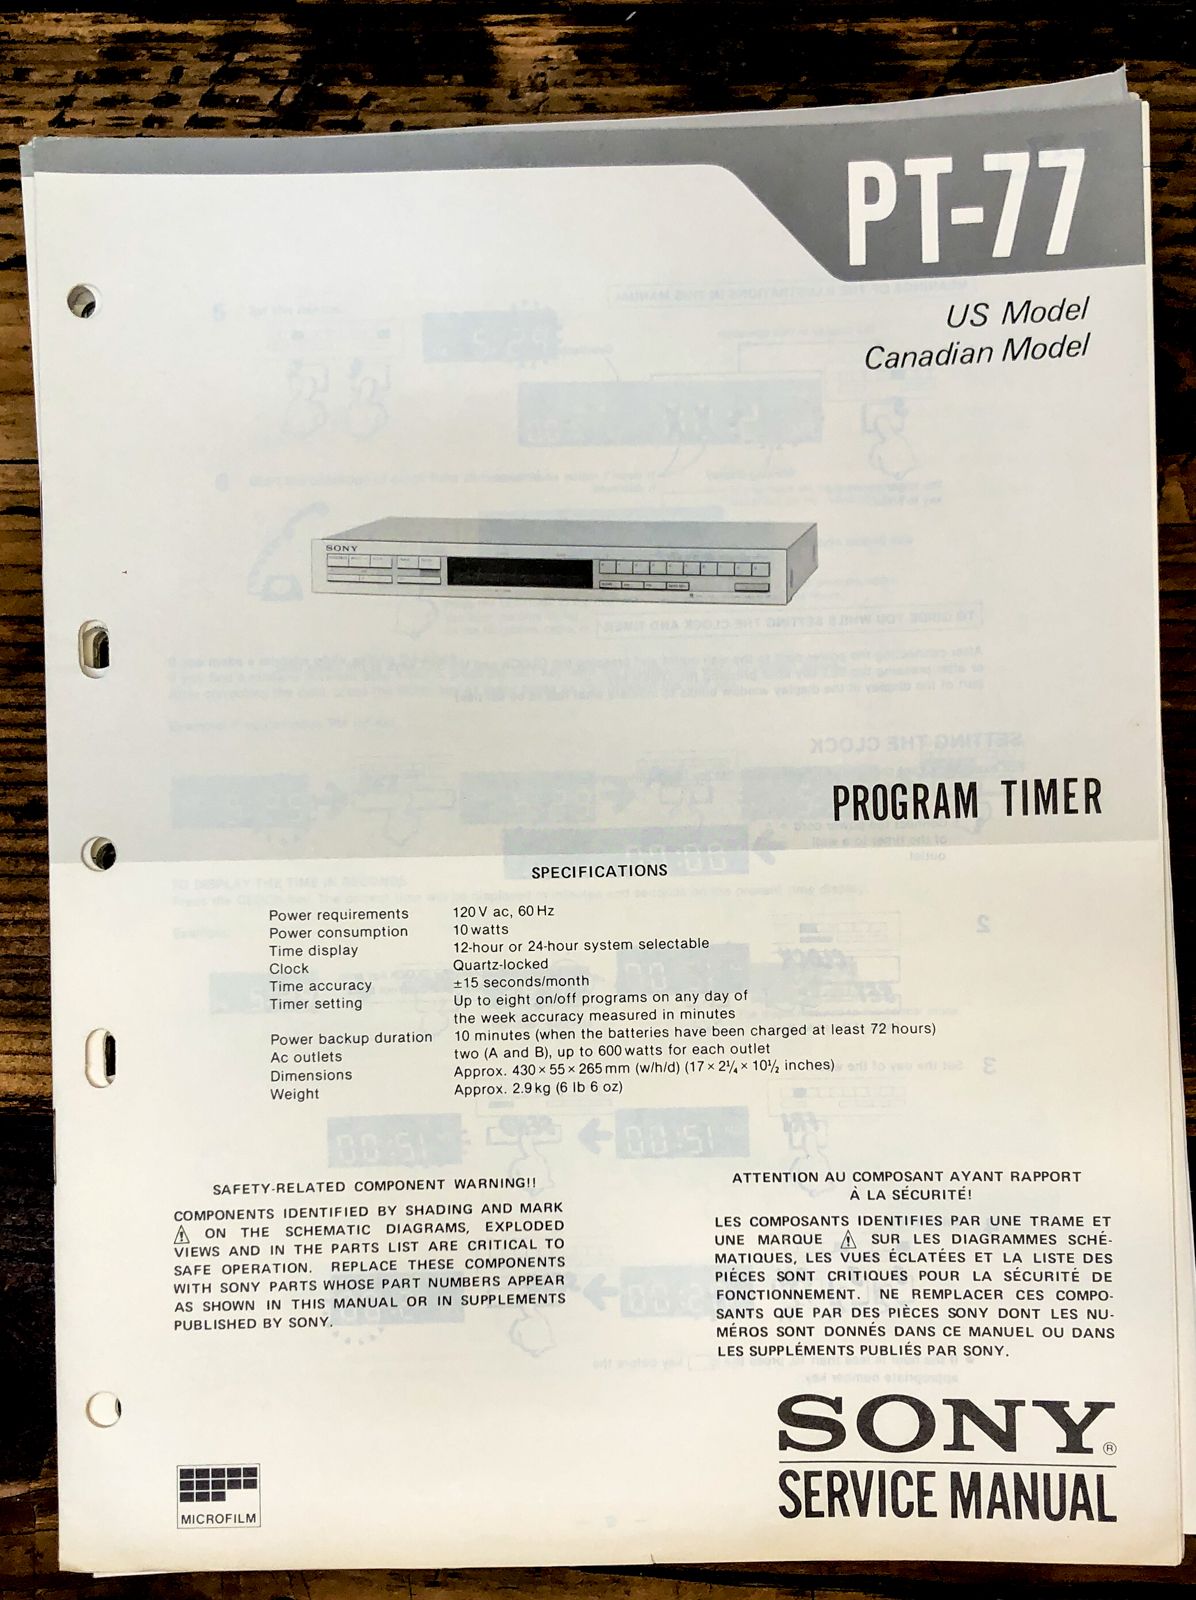 PT-77
US Model
Canadian Model
SONY
PROGRAM TIMER
SPECIFICATIONS
Power requirements 120 V ac, 60 Hz
Power consumption 10 watts
Time display 12-hour or 24-hour system selectable
Clock Quartz-locked
Time accuracy ±15 seconds/month
Timer setting Up to eight on/off programs on any day of
the week accuracy measured in minutes
Power backup duration 10 minutes (when the batteries have been charged at least 72 hours)
Ac outlets two (A and B), up to 600 watts for each outlet
Dimensions Approx. 430 × 55 × 265 mm (w/h/d) (17 × 2¼ × 10½ inches)
Weight Approx. 2.9 kg (6 lb 6 oz)
SAFETY-RELATED COMPONENT WARNING!!
COMPONENTS IDENTIFIED BY SHADING AND MARK
⚠ ON THE SCHEMATIC DIAGRAMS, EXPLODED
VIEWS AND IN THE PARTS LIST ARE CRITICAL TO
SAFE OPERATION. REPLACE THESE COMPONENTS
WITH SONY PARTS WHOSE PART NUMBERS APPEAR
AS SHOWN IN THIS MANUAL OR IN SUPPLEMENTS
PUBLISHED BY SONY.
ATTENTION AU COMPOSANT AYANT RAPPORT
À LA SÉCURITÉ!
LES COMPOSANTS IDENTIFIES PAR UNE TRAME ET
UNE MARQUE ⚠ SUR LES DIAGRAMMES SCHÉ-
MATIQUES, LES VUES ÉCLATÉES ET LA LISTE DES
PIÉCES SONT CRITIQUES POUR LA SÉCURITÉ DE
FONCTIONNEMENT. NE REMPLACER CES COMPO-
SANTS QUE PAR DES PIÈCES SONY DONT LES NU-
MÉROS SONT DONNÉS DANS CE MANUEL OU DANS
LES SUPPLÉMENTS PUBLIÉS PAR SONY.
MICROFILM
SONY®
SERVICE MANUAL